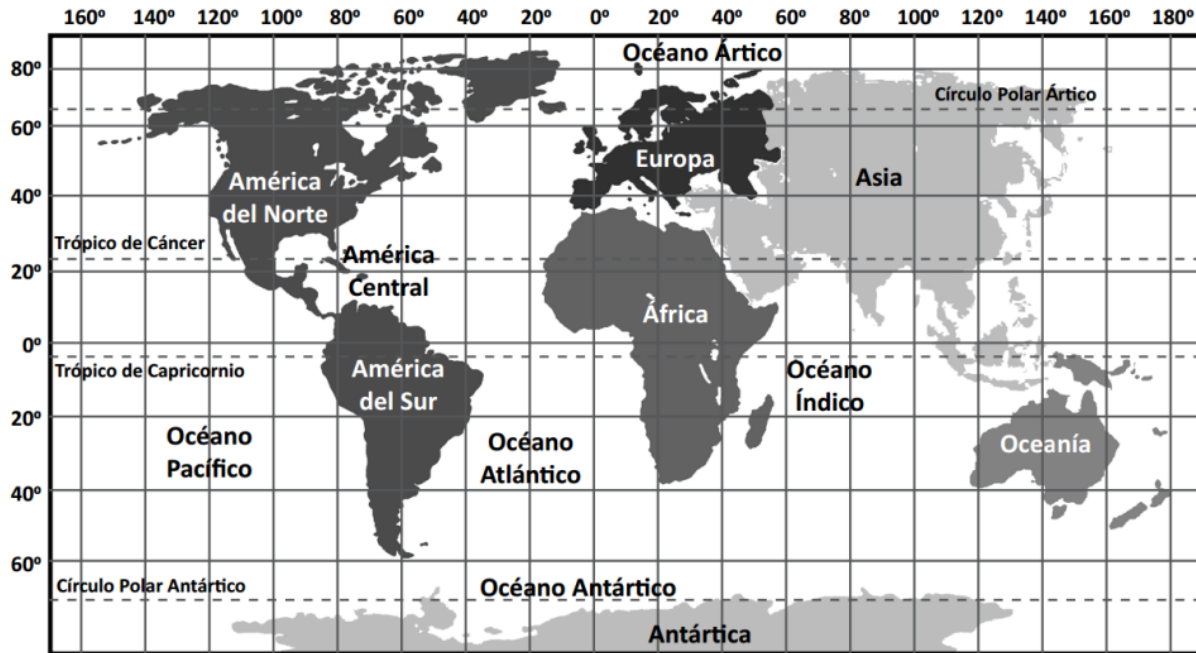 160º 140º 120º 100º 80º 60º 40º 20º 0º 20º 40º 60º 80º 100º 120º 140º 160º 180º
Océano Ártico
80º
Círculo Polar Ártico
60º
Europa
América
del Norte
Asia
40º
Trópico de Cáncer
América
Central
20º
África
0º
Trópico de Capricornio
América
del Sur
Océano
Índico
20º
Océano
Pacífico
Océano
Atlántico
Oceanía
40º
60º
Círculo Polar Antártico
Océano Antártico
Antártica